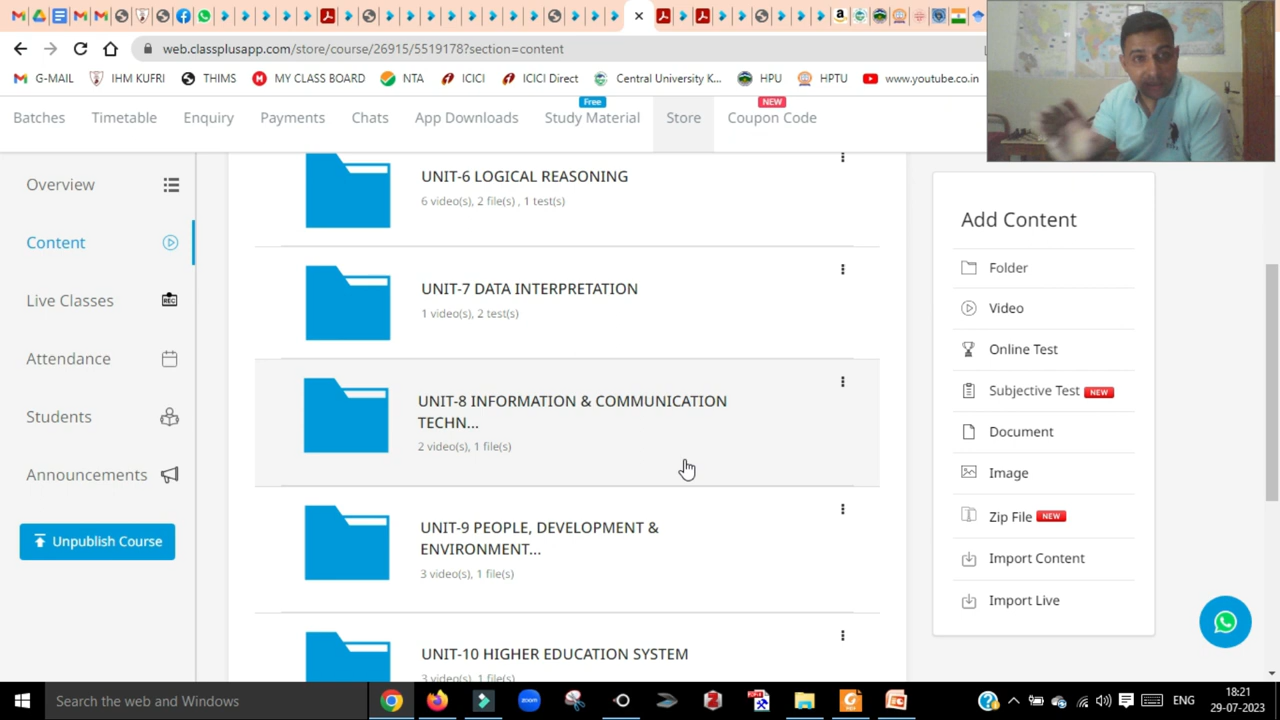 web.classplusapp.com/store/course/26915/5519178?section=content
G-MAIL
IHM KUFRI
THIMS
MY CLASS BOARD
NTA
ICICI
ICICI Direct
Central University K...
HPU
HPTU
www.youtube.co.in
Batches
Timetable
Enquiry
Payments
Chats
App Downloads
Free
Study Material
Store
NEW
Coupon Code
Overview
Content
Live Classes
REC
Attendance
Students
Announcements
Unpublish Course
UNIT-6 LOGICAL REASONING
6 video(s), 2 file(s) , 1 test(s)
UNIT-7 DATA INTERPRETATION
1 video(s), 2 test(s)
UNIT-8 INFORMATION & COMMUNICATION
TECHN...
2 video(s), 1 file(s)
UNIT-9 PEOPLE, DEVELOPMENT &
ENVIRONMENT...
3 video(s), 1 file(s)
UNIT-10 HIGHER EDUCATION SYSTEM
3 video(s), 1 file(s)
Add Content
Folder
Video
Online Test
Subjective Test NEW
Document
Image
Zip File NEW
Import Content
Import Live
Search the web and Windows
zoom
ENG
18:21
29-07-2023